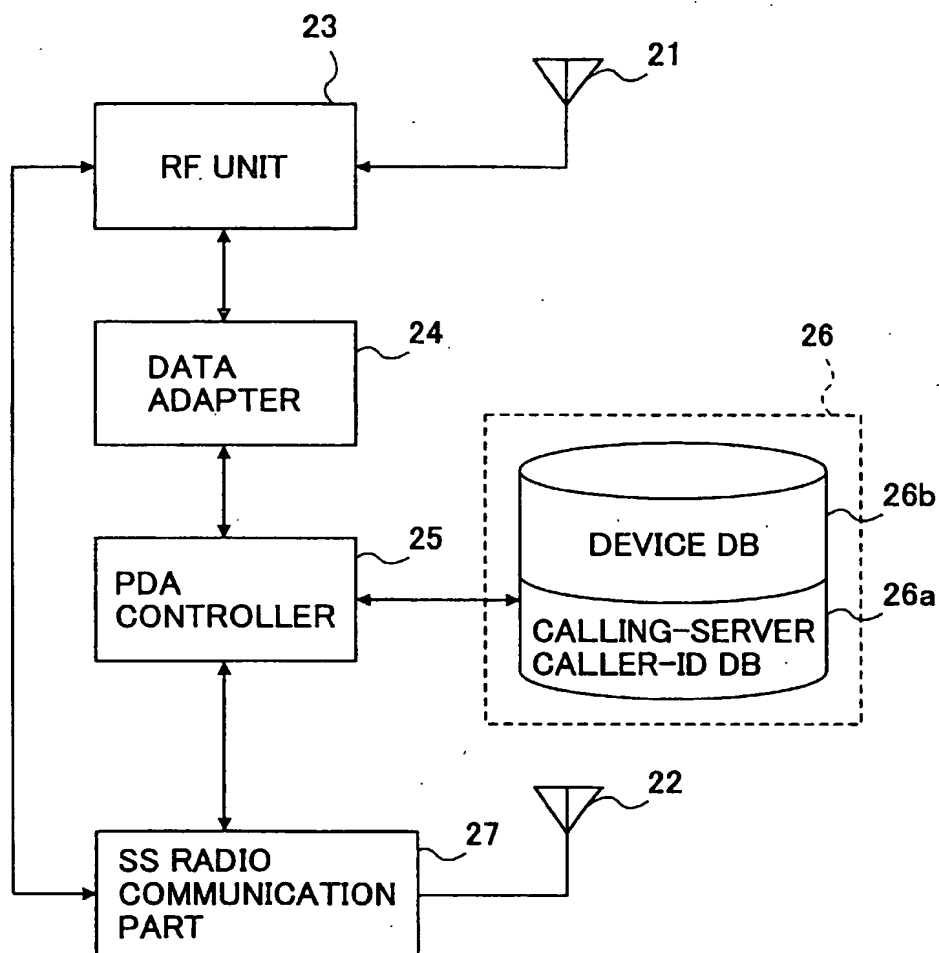 23
21
RF UNIT
24
DATA
ADAPTER
26
25
PDA
CONTROLLER
26b
DEVICE DB
26a
CALLING-SERVER
CALLER-ID DB
22
27
SS RADIO
COMMUNICATION
PART